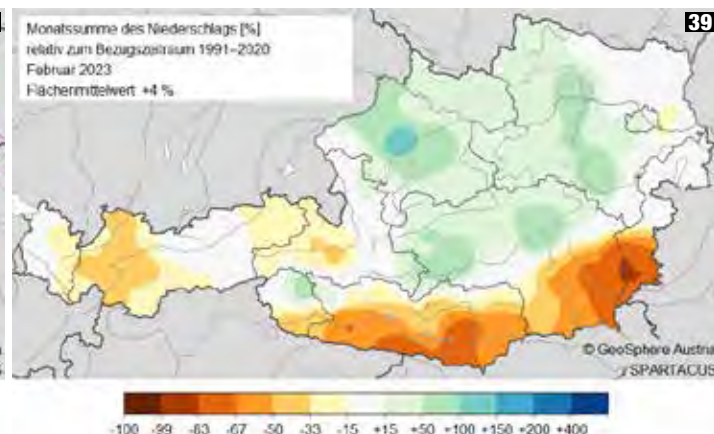 39
Monatssumme des Niederschlags [%]
relativ zum Bezugszeitraum 1991–2020
Februar 2023
Flächenmittelwert +4 %
© GeoSphere Austria
/ SPARTACUS
-100 -99 -83 -67 -50 -33 -15 +15 +50 +100 +150 +200 +400